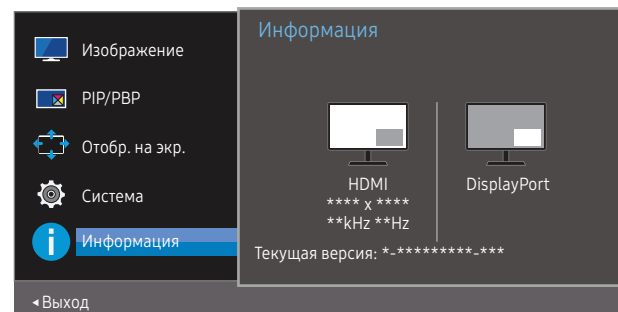 Изображение
PIP/PBP
Отобр. на экр.
Система
Информация
Информация
HDMI
**** x ****
**kHz **Hz
DisplayPort
Текущая версия: *-*********-***
◂Выход